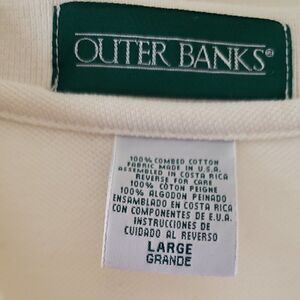 OUTER BANKS®
100% COMBED COTTON
FABRIC MADE IN U.S.A.
ASSEMBLED IN COSTA RICA
REVERSE FOR CARE
100% COTON PEIGNE
100% ALGODON PEINADO
ENSAMBLADO EN COSTA RICA
CON COMPONENTES DE E.U.A.
INSTRUCCIONES DE
CUIDADO AL REVERSO
LARGE
GRANDE